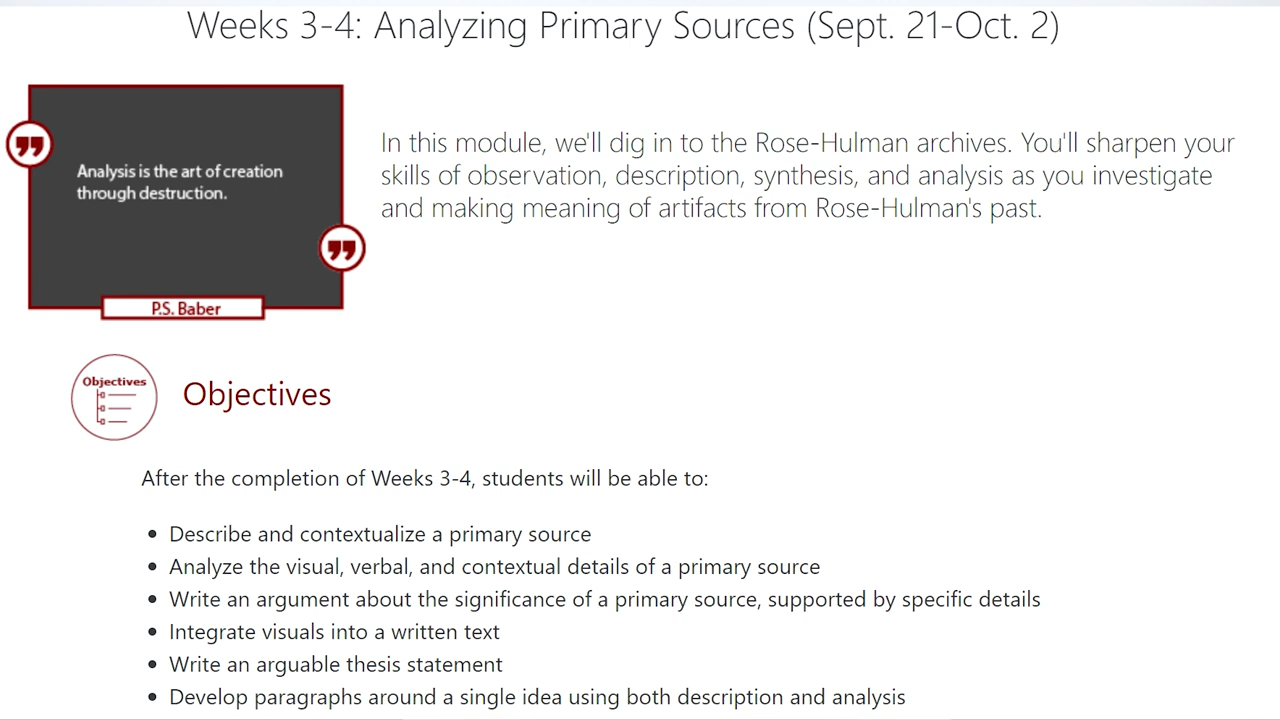 Weeks 3-4: Analyzing Primary Sources (Sept. 21-Oct. 2)
Analysis is the art of creation
through destruction.
P.S. Baber
In this module, we'll dig in to the Rose-Hulman archives. You'll sharpen your
skills of observation, description, synthesis, and analysis as you investigate
and making meaning of artifacts from Rose-Hulman's past.
Objectives
Objectives
After the completion of Weeks 3-4, students will be able to:
• Describe and contextualize a primary source
• Analyze the visual, verbal, and contextual details of a primary source
• Write an argument about the significance of a primary source, supported by specific details
• Integrate visuals into a written text
• Write an arguable thesis statement
• Develop paragraphs around a single idea using both description and analysis